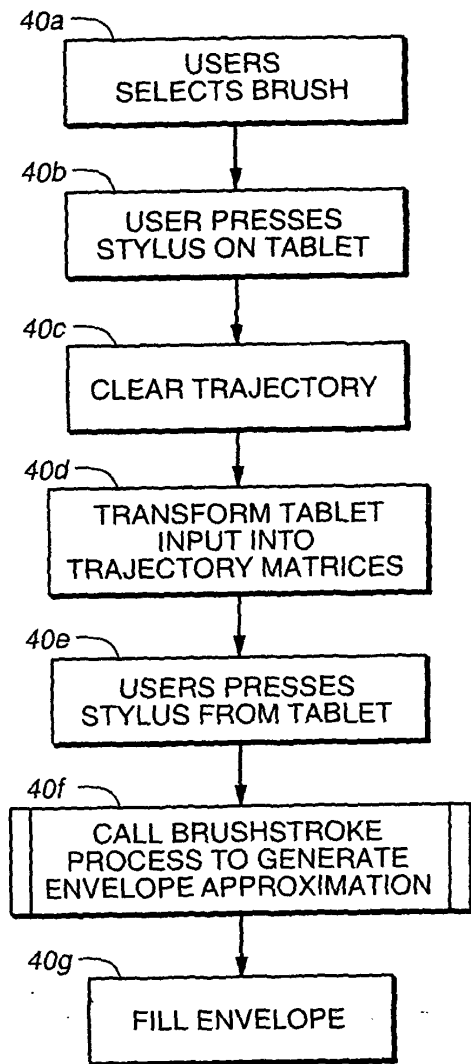 40a
USERS
SELECTS BRUSH
40b
USER PRESSES
STYLUS ON TABLET
40c
CLEAR TRAJECTORY
40d
TRANSFORM TABLET
INPUT INTO
TRAJECTORY MATRICES
40e
USERS PRESSES
STYLUS FROM TABLET
40f
CALL BRUSHSTROKE
PROCESS TO GENERATE
ENVELOPE APPROXIMATION
40g
FILL ENVELOPE